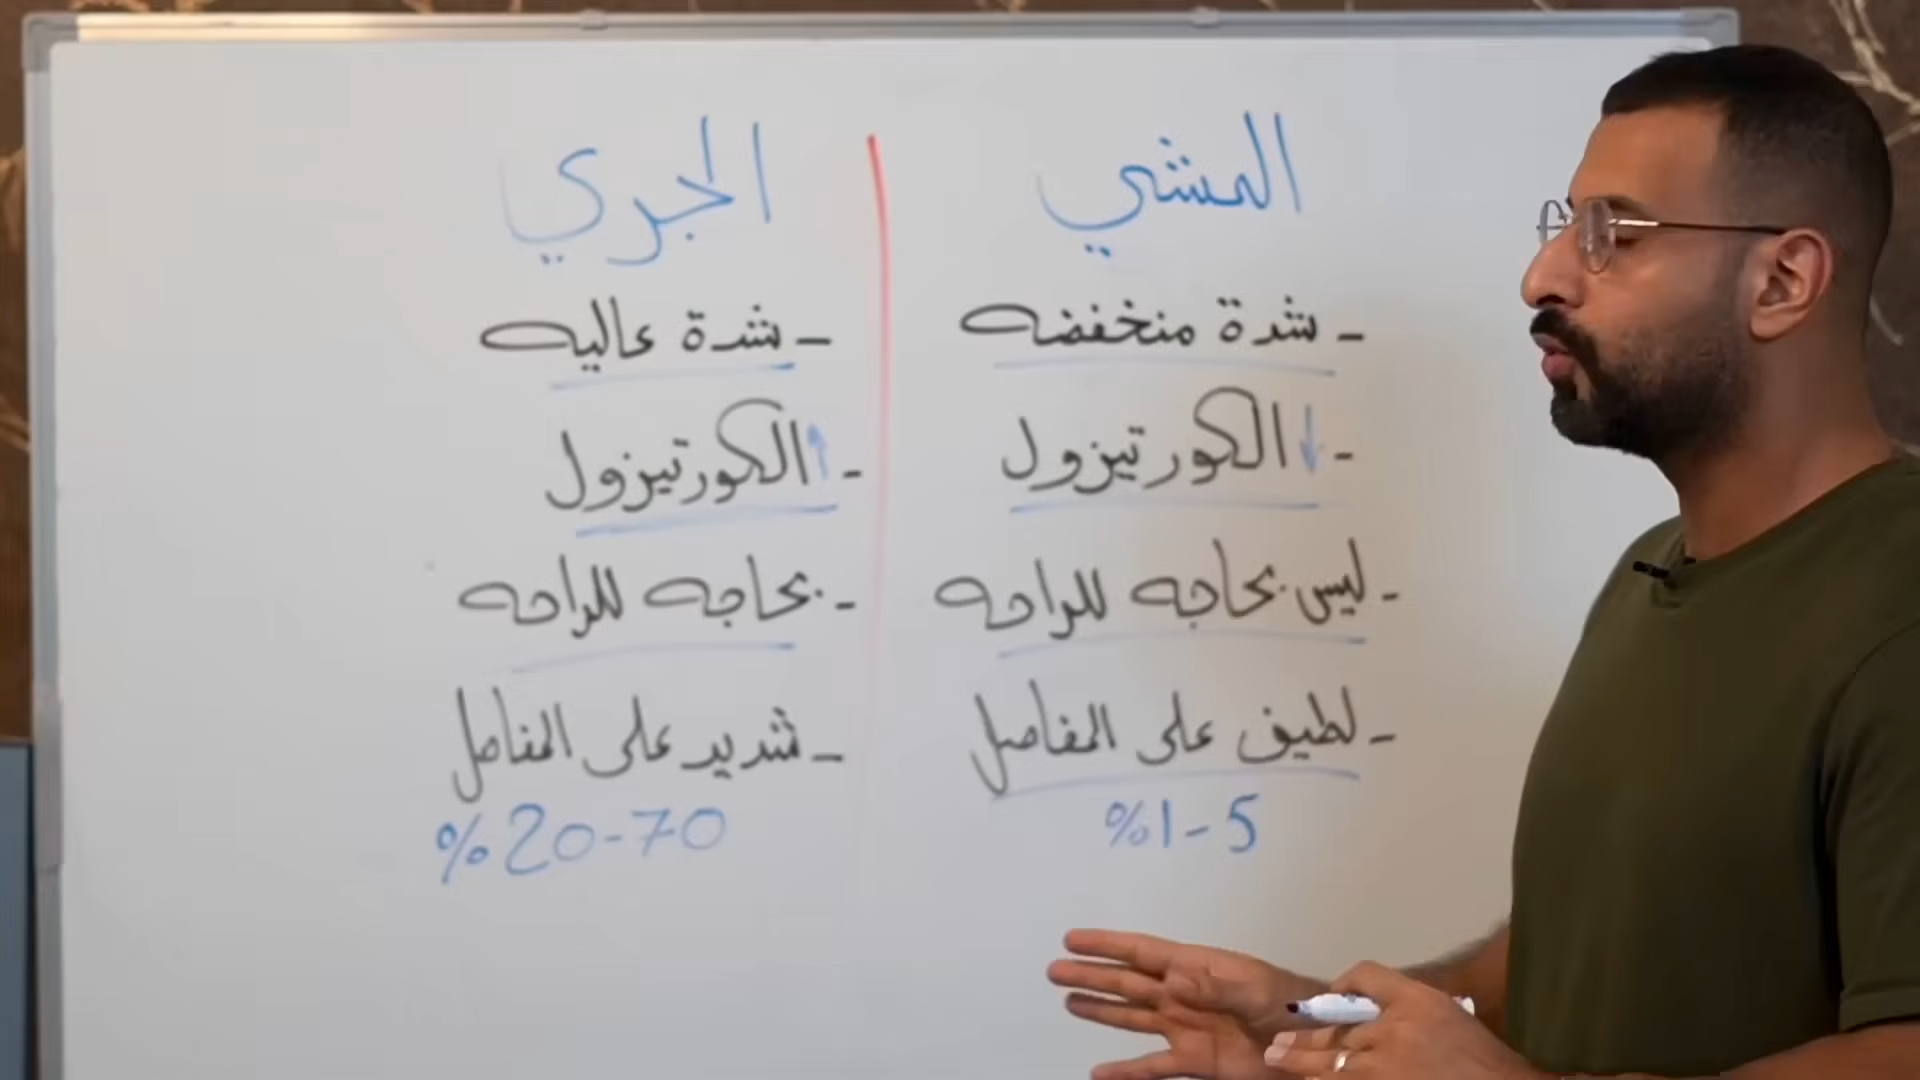 المشي
- شدة منخفضه
- ↓الكورتيزول
- ليس بحاجه للراحه
- لطيف على المفاصل
%1-5
الجري
- شدة عاليه
- ↑الكورتيزول
- بحاجه للراحه
- شديد على المفاصل
%20-70